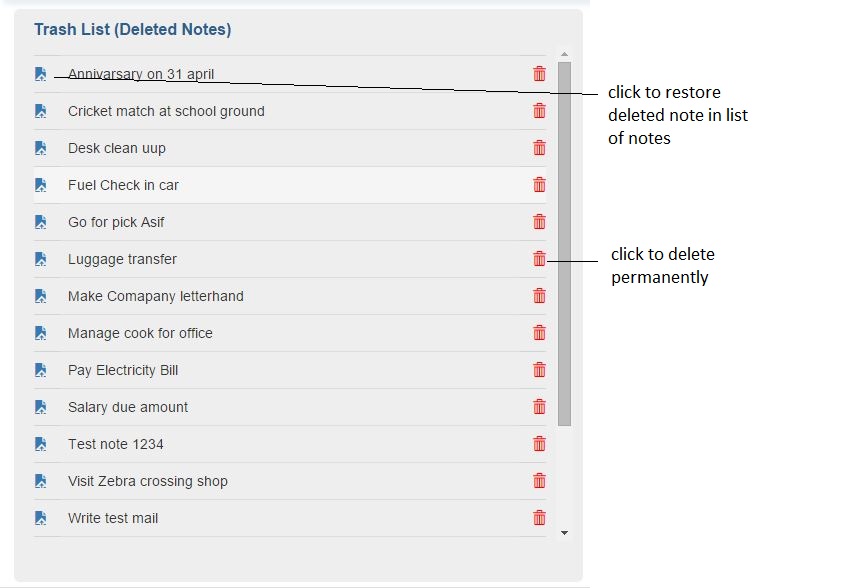 Trash List (Deleted Notes)
Annivarsary on 31 april
click to restore
deleted note in list
of notes
Cricket match at school ground
Desk clean uup
Fuel Check in car
Go for pick Asif
Luggage transfer
click to delete
permanently
Make Comapany letterhand
Manage cook for office
Pay Electricity Bill
Salary due amount
Test note 1234
Visit Zebra crossing shop
Write test mail